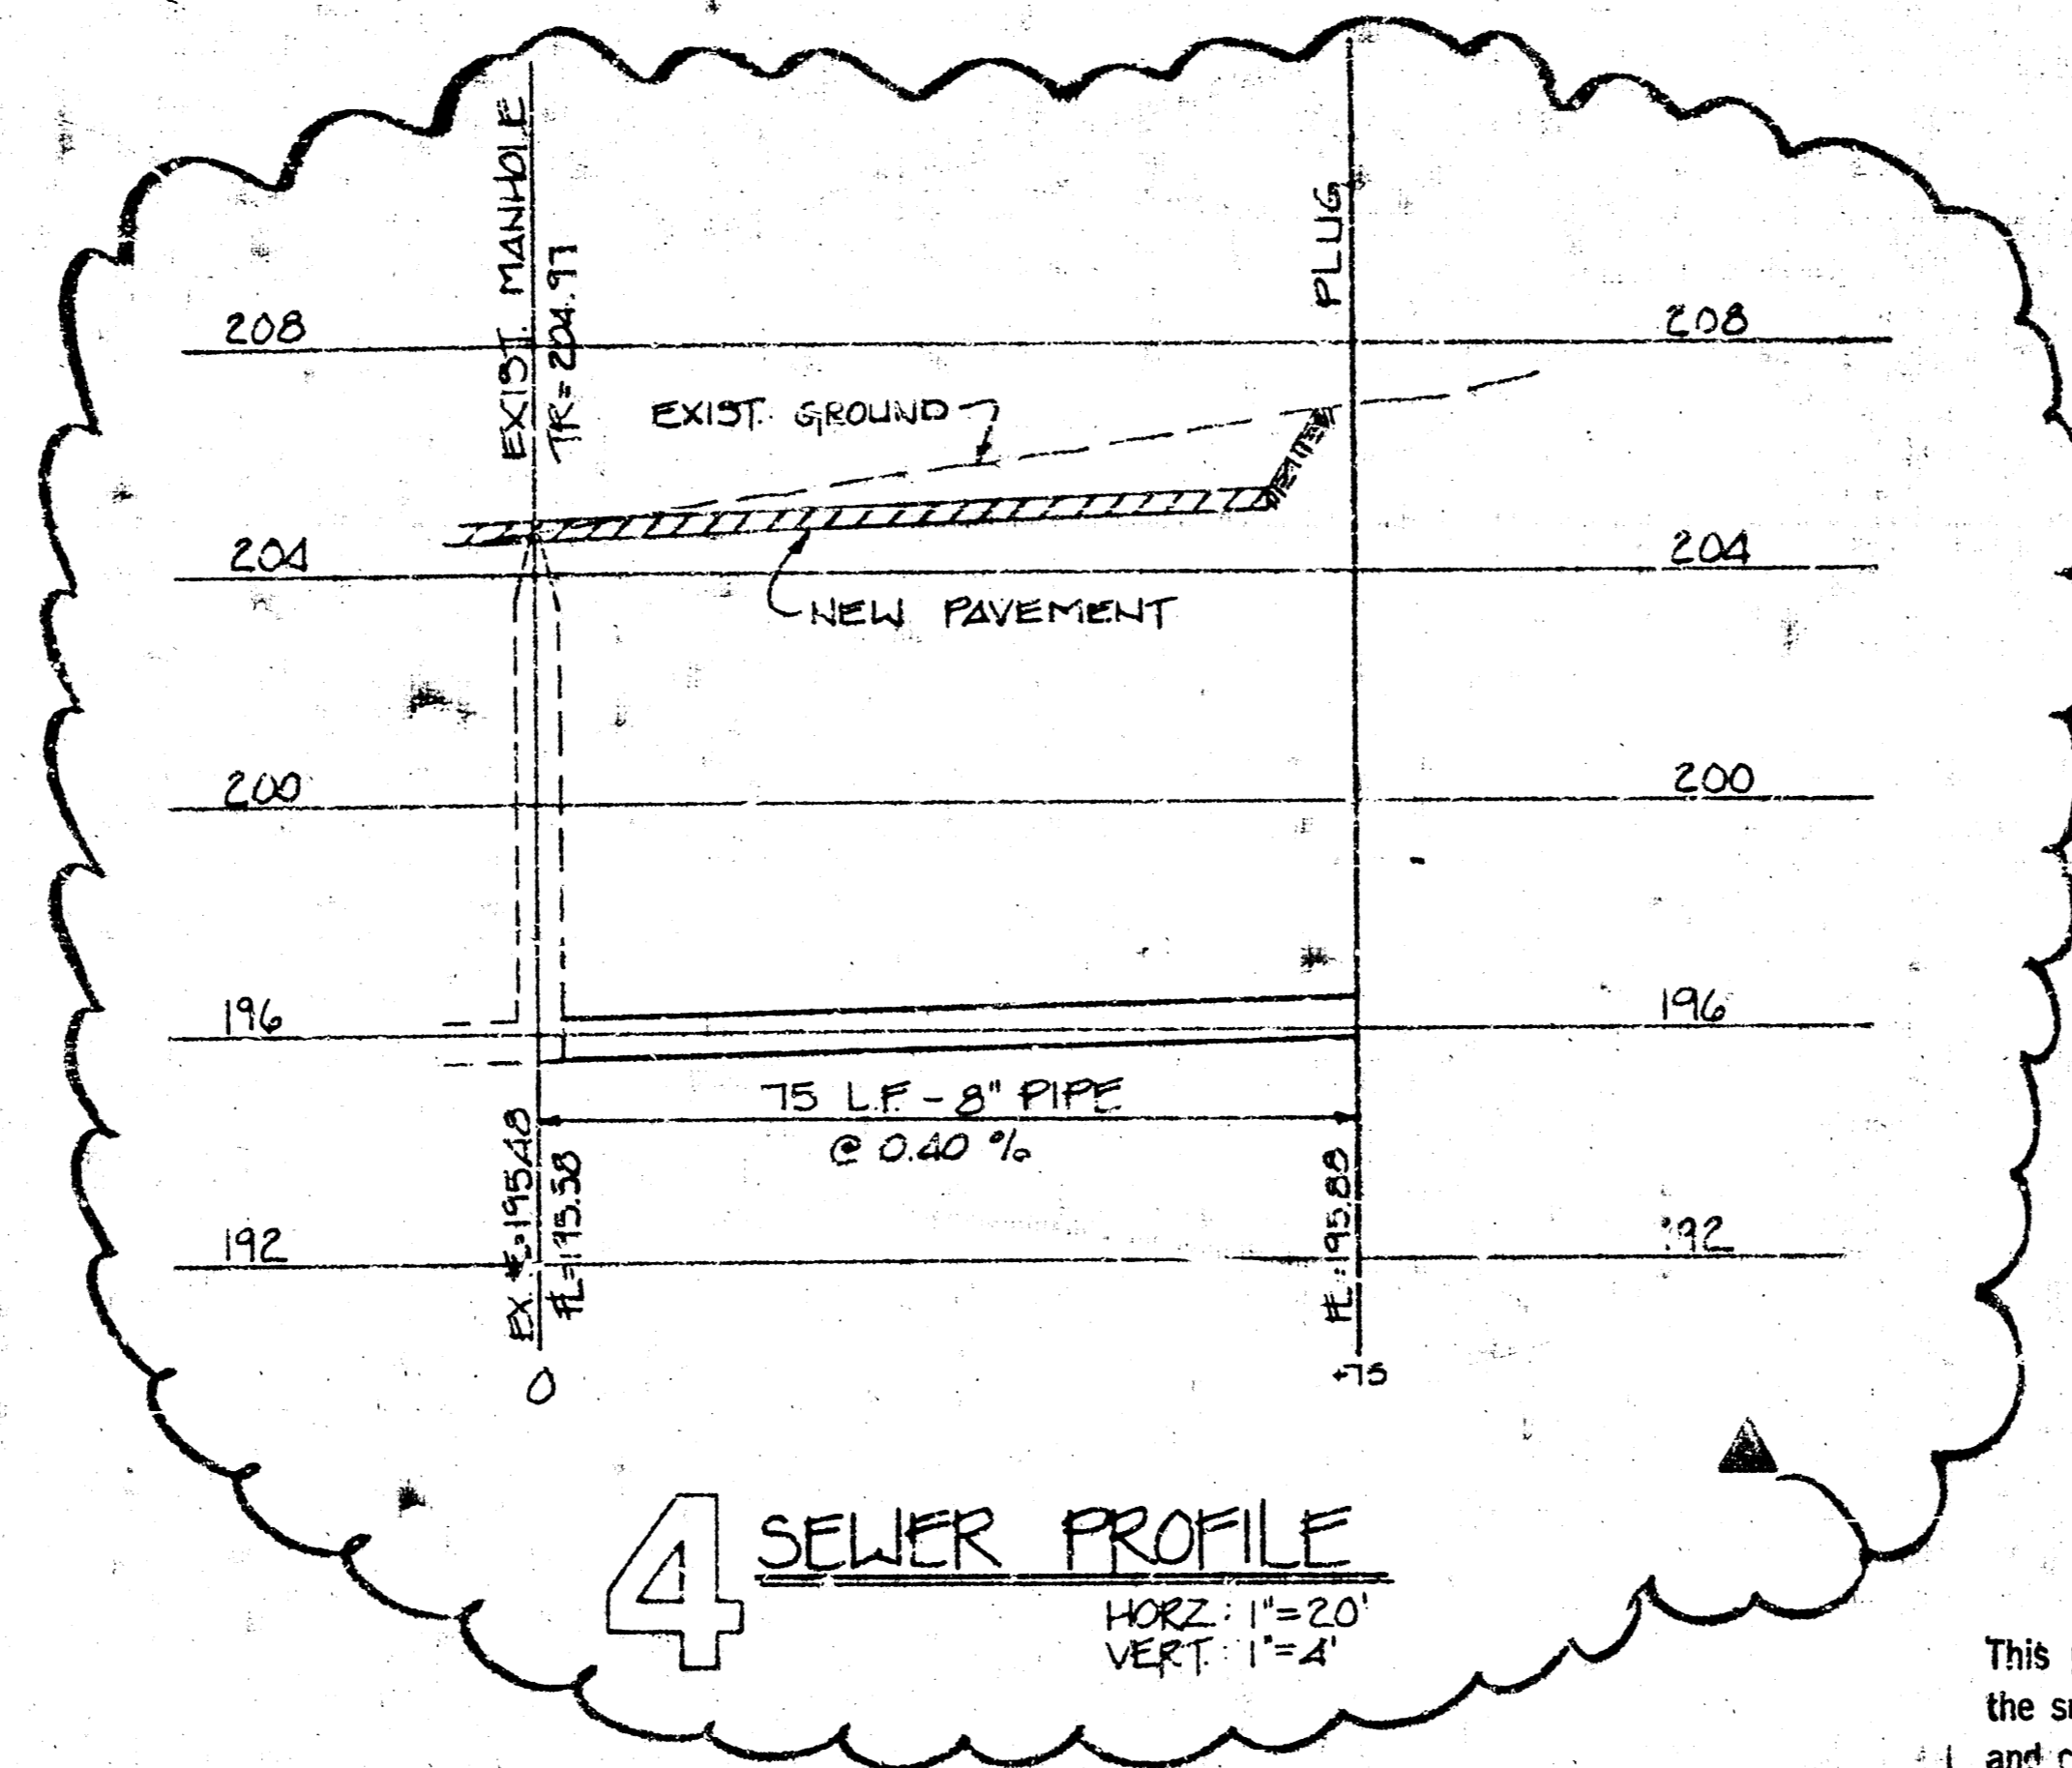 EXIST. MANHOLE
TR=204.97
PLUG
208
208
EXIST. GROUND
204
204
NEW PAVEMENT
200
200
196
196
75 L.F. - 8" PIPE
@ 0.40 %
EX. FL=195.48
FL=195.58
FL=195.88
192
192
0
+75
4 SEWER PROFILE
HORZ.: 1"=20'
VERT.: 1"=4'
This
the
and